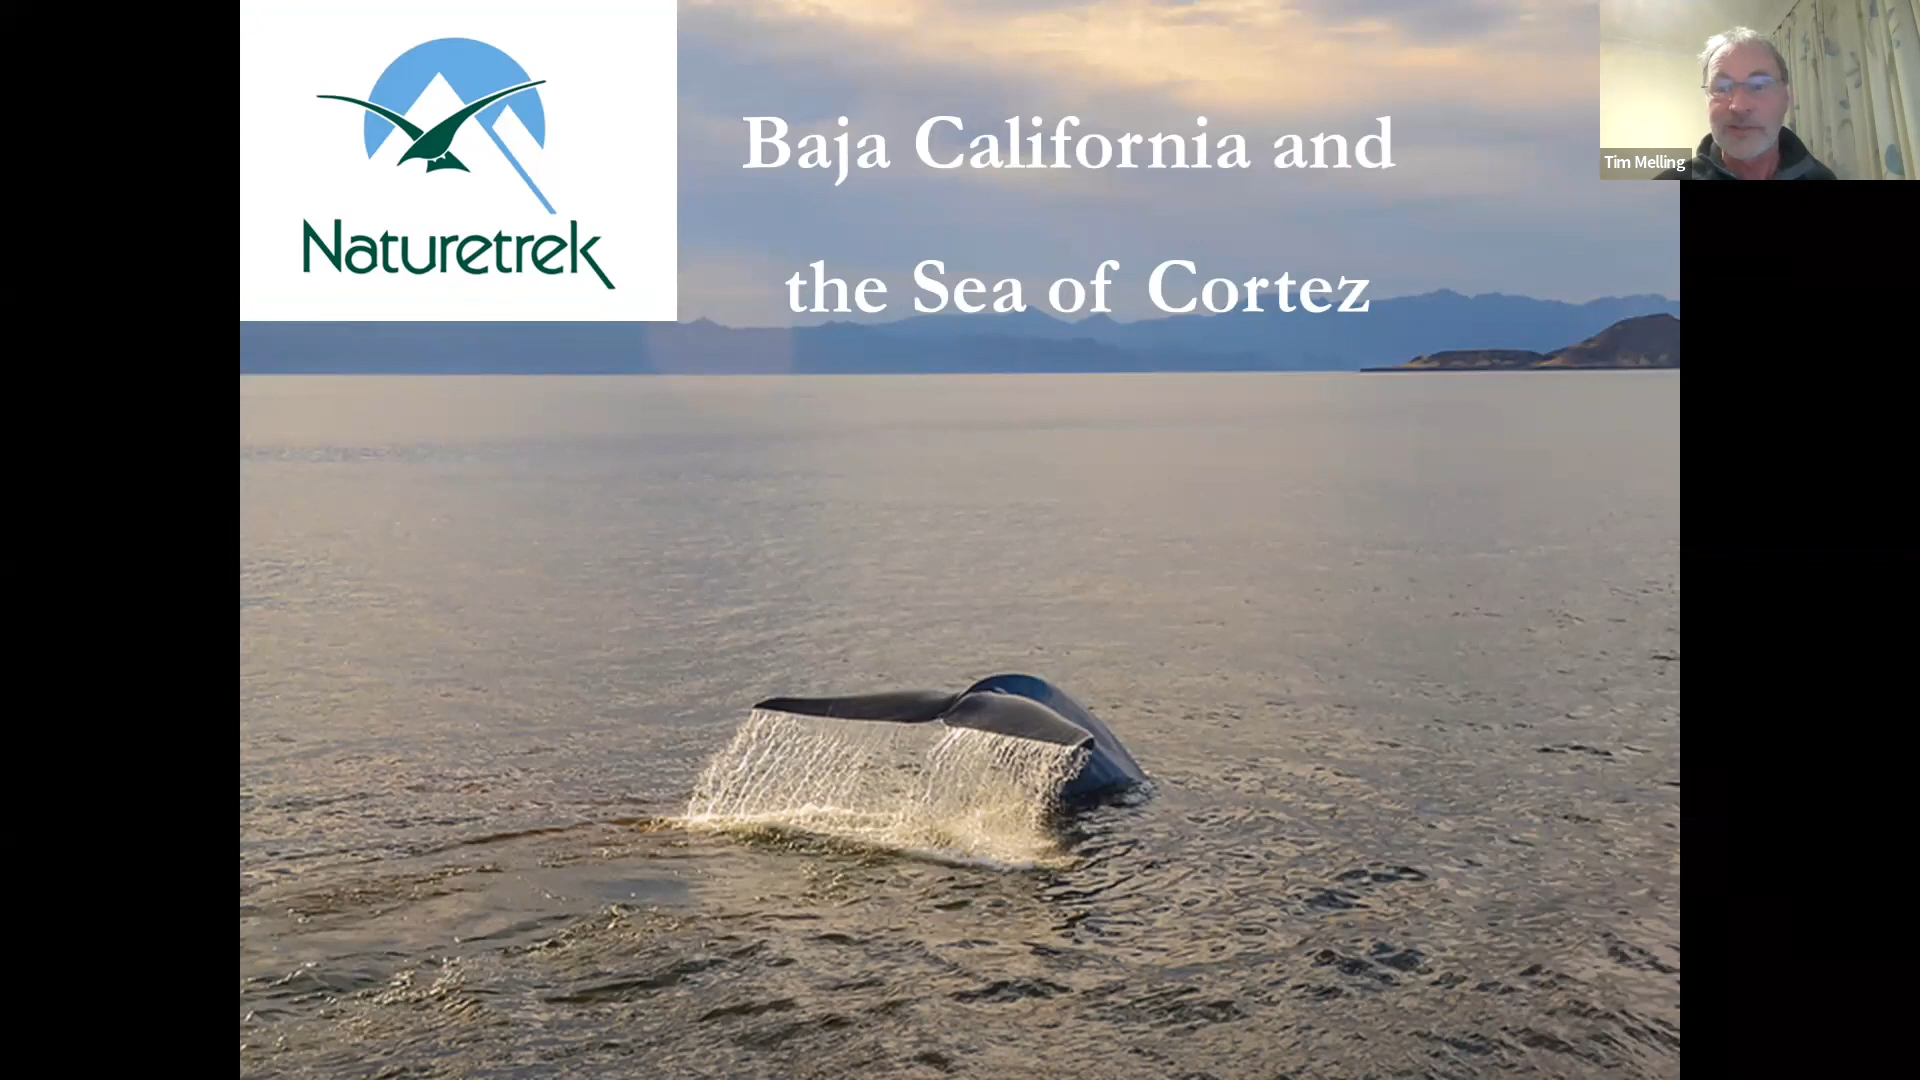 Naturetrek
Baja California and
the Sea of Cortez
Tim Melling